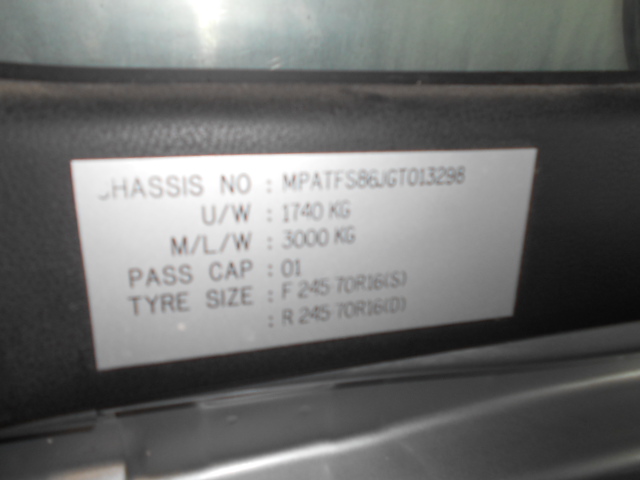 CHASSIS NO : MPATFS86JGT013298
U/W : 1740 KG
M/L/W : 3000 KG
PASS CAP : 01
TYRE SIZE : F 245 70R16(S)
: R 245 70R16(D)